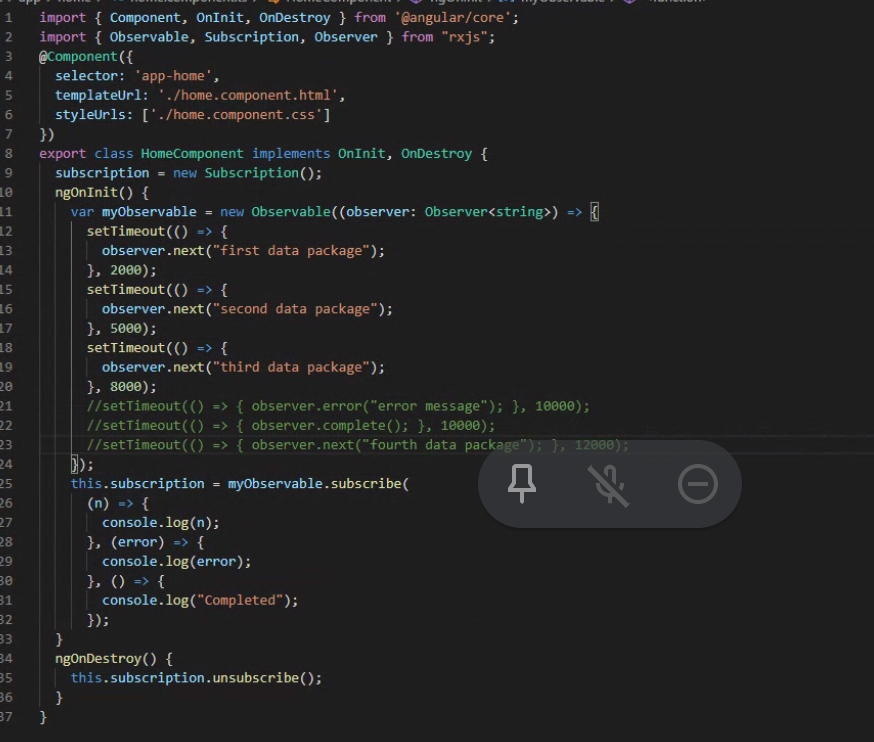 1 import { Component, OnInit, OnDestroy } from '@angular/core';
2 import { Observable, Subscription, Observer } from "rxjs";
3 @Component({
4   selector: 'app-home',
5   templateUrl: './home.component.html',
6   styleUrls: ['./home.component.css']
7 })
8 export class HomeComponent implements OnInit, OnDestroy {
9   subscription = new Subscription();
10   ngOnInit() {
11     var myObservable = new Observable((observer: Observer<string>) => {
12       setTimeout(() => {
13         observer.next("first data package");
14       }, 2000);
15       setTimeout(() => {
16         observer.next("second data package");
17       }, 5000);
18       setTimeout(() => {
19         observer.next("third data package");
20       }, 8000);
21       //setTimeout(() => { observer.error("error message"); }, 10000);
22       //setTimeout(() => { observer.complete(); }, 10000);
23       //setTimeout(() => { observer.next("fourth data package"); }, 12000);
24     });
25     this.subscription = myObservable.subscribe(
26       (n) => {
27         console.log(n);
28       }, (error) => {
29         console.log(error);
30       }, () => {
31         console.log("Completed");
32       });
33   }
34   ngOnDestroy() {
35     this.subscription.unsubscribe();
36   }
37 }